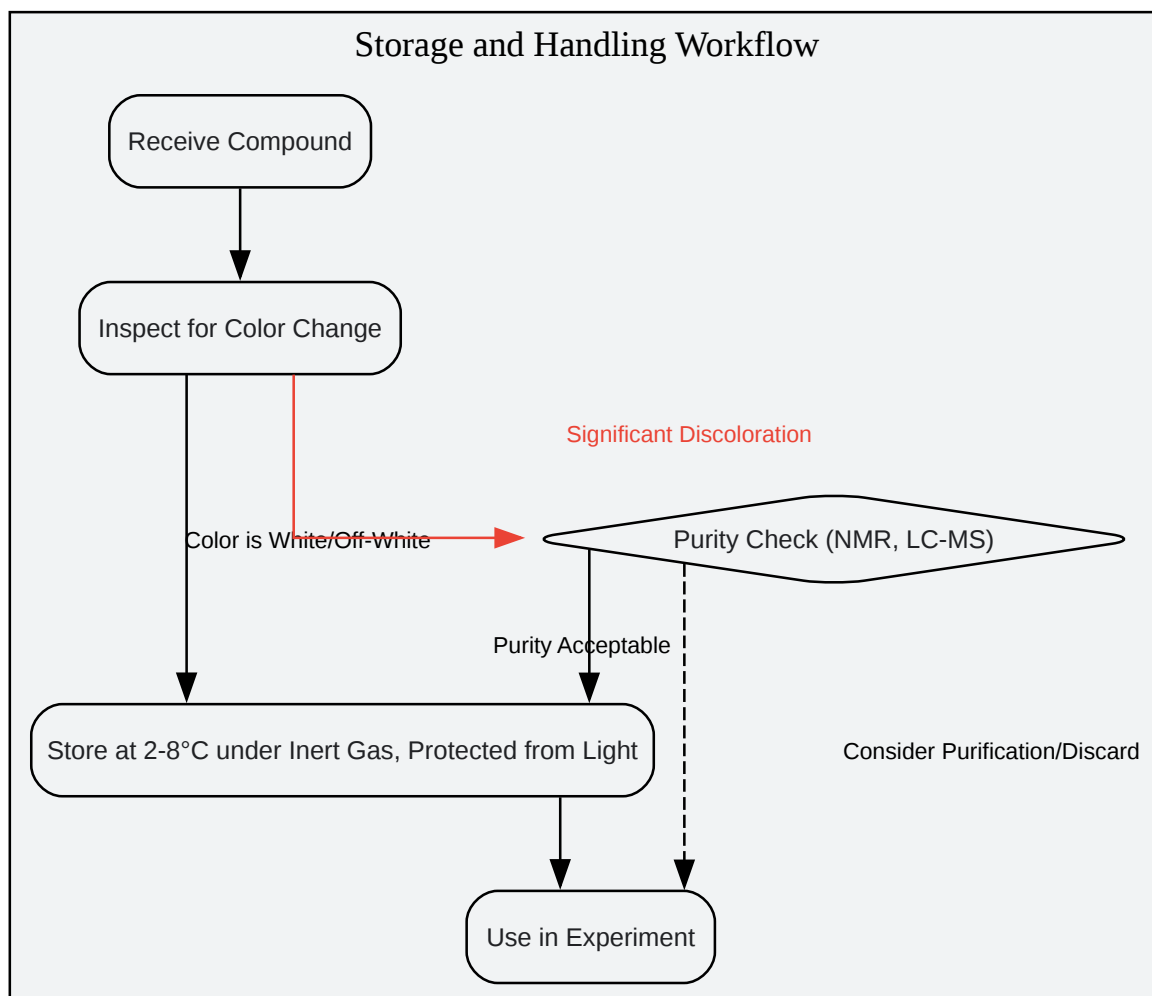 Storage and Handling Workflow
Receive Compound
Inspect for Color Change
Significant Discoloration
Color is White/Off-White
Purity Check (NMR, LC-MS)
Purity Acceptable
Store at 2-8°C under Inert Gas, Protected from Light
Consider Purification/Discard
Use in Experiment